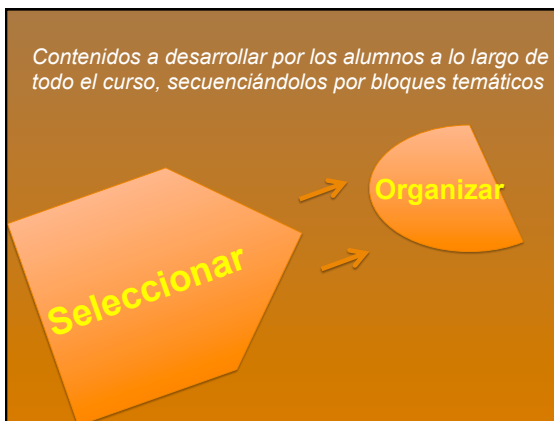 Contenidos a desarrollar por los alumnos a lo largo de
todo el curso, secuenciándolos por bloques temáticos
Organizar
Seleccionar